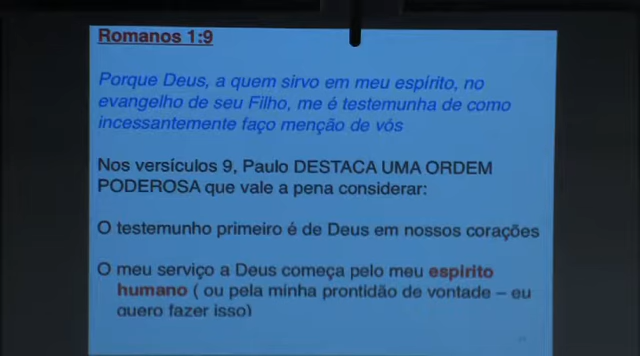 Romanos 1:9
Porque Deus, a quem sirvo em meu espírito, no
evangelho de seu Filho, me é testemunha de como
incessantemente faço menção de vós
Nos versículos 9, Paulo DESTACA UMA ORDEM
PODEROSA que vale a pena considerar:
O testemunho primeiro é de Deus em nossos corações
O meu serviço a Deus começa pelo meu espirito
humano ( ou pela minha prontidão de vontade – eu
quero fazer isso)